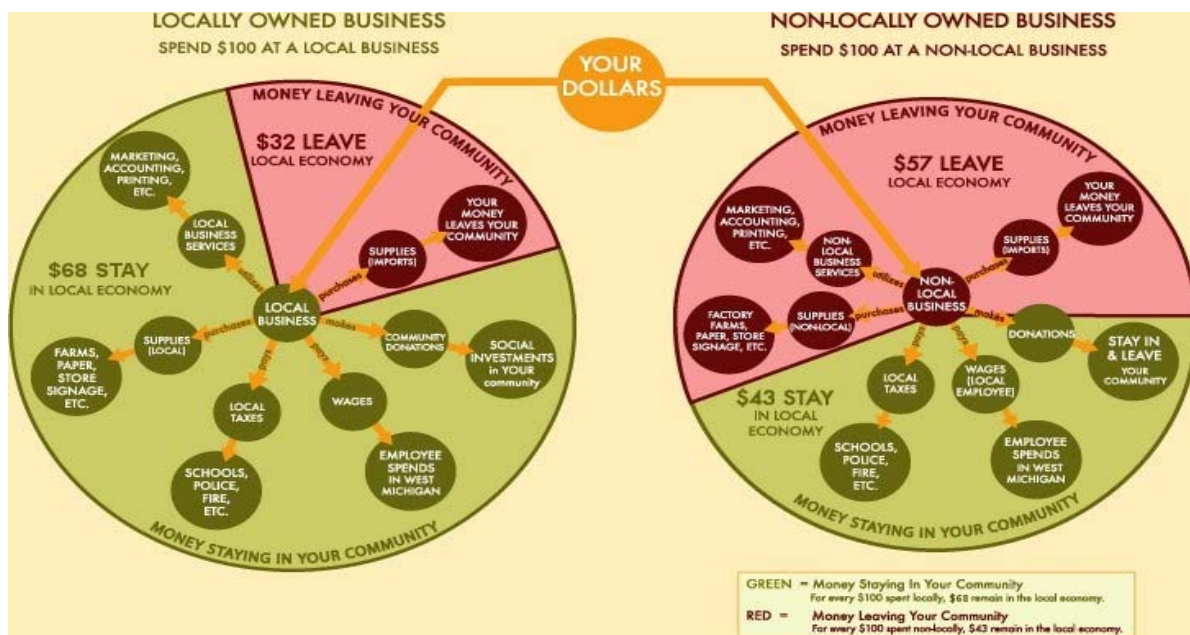 LOCALLY OWNED BUSINESS
SPEND $100 AT A LOCAL BUSINESS
NON-LOCALLY OWNED BUSINESS
SPEND $100 AT A NON-LOCAL BUSINESS
YOUR
DOLLARS
MONEY LEAVING YOUR COMMUNITY
$32 LEAVE
LOCAL ECONOMY
MARKETING,
ACCOUNTING,
PRINTING,
ETC.
LOCAL
BUSINESS
SERVICES
YOUR
MONEY
LEAVES YOUR
COMMUNITY
SUPPLIES
(IMPORTS)
$68 STAY
IN LOCAL ECONOMY
utilizes
purchases
LOCAL
BUSINESS
purchases
makes
pays
pays
SUPPLIES
(LOCAL)
FARMS,
PAPER,
STORE
SIGNAGE,
ETC.
COMMUNITY
DONATIONS
SOCIAL
INVESTMENTS
in YOUR
community
LOCAL
TAXES
WAGES
SCHOOLS,
POLICE,
FIRE,
ETC.
EMPLOYEE
SPENDS
IN WEST
MICHIGAN
MONEY STAYING IN YOUR COMMUNITY
MONEY LEAVING YOUR COMMUNITY
$57 LEAVE
LOCAL ECONOMY
MARKETING,
ACCOUNTING,
PRINTING,
ETC.
NON-
LOCAL
BUSINESS
SERVICES
YOUR
MONEY
LEAVES YOUR
COMMUNITY
SUPPLIES
(IMPORTS)
utilizes
purchases
NON-
LOCAL
BUSINESS
purchases
makes
pays
pays
FACTORY
FARMS,
PAPER, STORE
SIGNAGE, ETC.
SUPPLIES
(NON-LOCAL)
DONATIONS
STAY IN
& LEAVE
YOUR
COMMUNITY
$43 STAY
IN LOCAL
ECONOMY
LOCAL
TAXES
WAGES
(LOCAL
EMPLOYEE)
SCHOOLS,
POLICE,
FIRE,
ETC.
EMPLOYEE
SPENDS
IN WEST
MICHIGAN
MONEY STAYING IN YOUR COMMUNITY
GREEN = Money Staying In Your Community
For every $100 spent locally, $68 remain in the local economy.
RED = Money Leaving Your Community
For every $100 spent non-locally, $43 remain in the local economy.